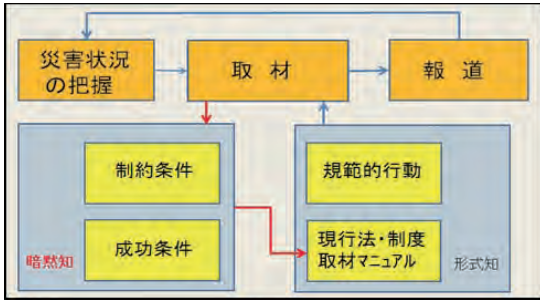 災害状況
の把握
取 材
報 道
制約条件
成功条件
暗黙知
規範的行動
現行法・制度
取材マニュアル
形式知